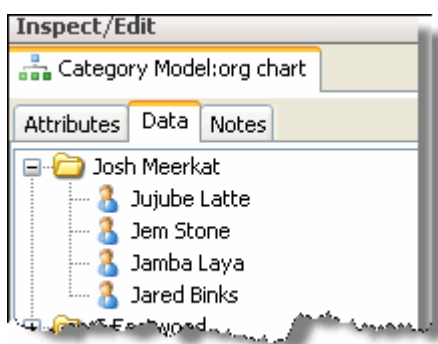 Inspect/Edit
Category Model:org chart
Attributes Data Notes
Josh Meerkat
Jujube Latte
Jem Stone
Jamba Laya
Jared Binks